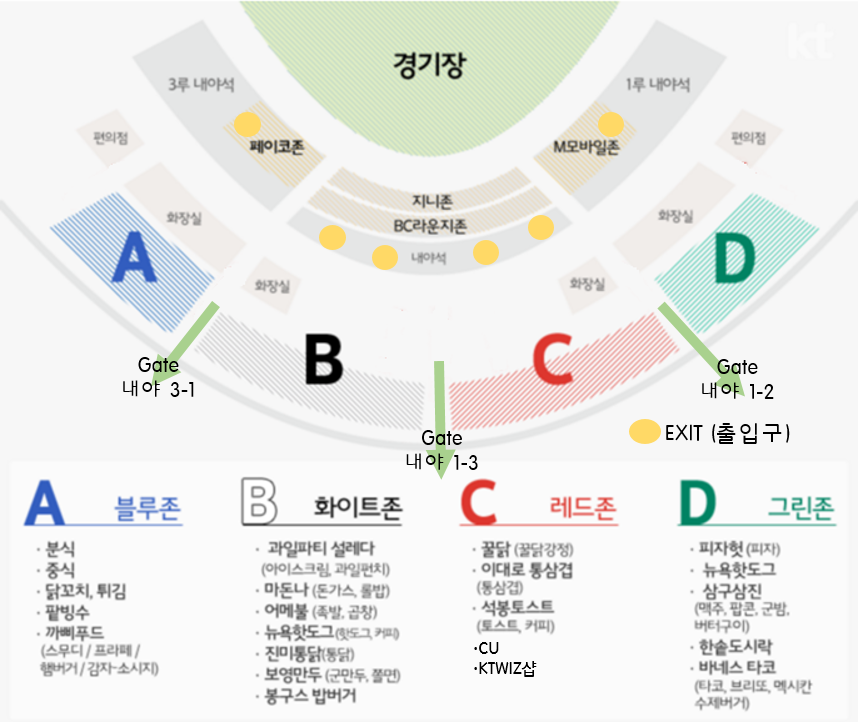 kt
경기장
3루 내야석
1루 내야석
페이코존
M모바일존
편의점
편의점
지니존
BC라운지존
내야석
화장실
화장실
화장실
화장실
A
B
C
D
Gate
내야 3-1
Gate
내야 1-3
Gate
내야 1-2
EXIT (출입구)
A 블루존
· 분식
· 중식
· 닭꼬치, 튀김
· 팥빙수
· 까삐푸드
(스무디 / 프라페 /
햄버거 / 감자-소시지)
B 화이트존
· 과일파티 설레다
(아이스크림, 과일펀치)
· 마돈나 (돈가스, 롤밥)
· 어메불 (족발, 곱창)
· 뉴욕핫도그(핫도그, 커피)
· 진미통닭(통닭)
· 보영만두 (군만두, 쫄면)
· 봉구스 밥버거
C 레드존
· 꿀닭 (꿀닭강정)
· 이대로 통삼겹
(통삼겹)
· 석봉토스트
(토스트, 커피)
·CU
·KTWIZ샵
D 그린존
· 피자헛 (피자)
· 뉴욕핫도그
· 삼구삼진
(맥주, 팝콘, 군밤,
버터구이)
· 한솥도시락
· 바네스 타코
(타코, 브리또, 멕시칸
수제버거)